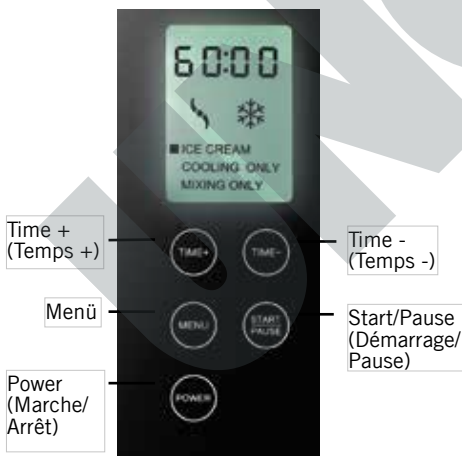 60:00
ICE CREAM
COOLING ONLY
MIXING ONLY
Time +
(Temps +)
TIME+
TIME-
Time -
(Temps -)
Menü
MENU
START
PAUSE
Start/Pause
(Démarrage/
Pause)
Power
(Marche/
Arrêt)
POWER